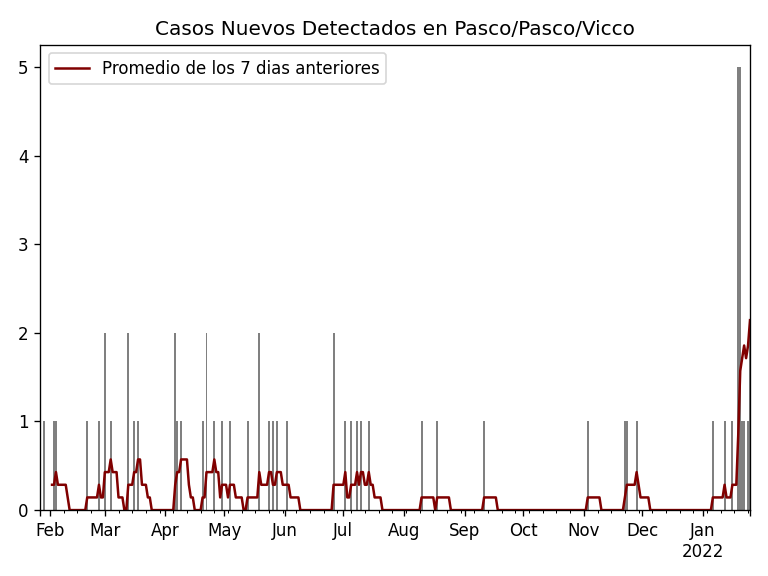 Casos Nuevos Detectados en Pasco/Pasco/Vicco
Promedio de los 7 dias anteriores
5
4
3
2
1
0
Feb Mar Apr May Jun Jul Aug Sep Oct Nov Dec Jan
2022